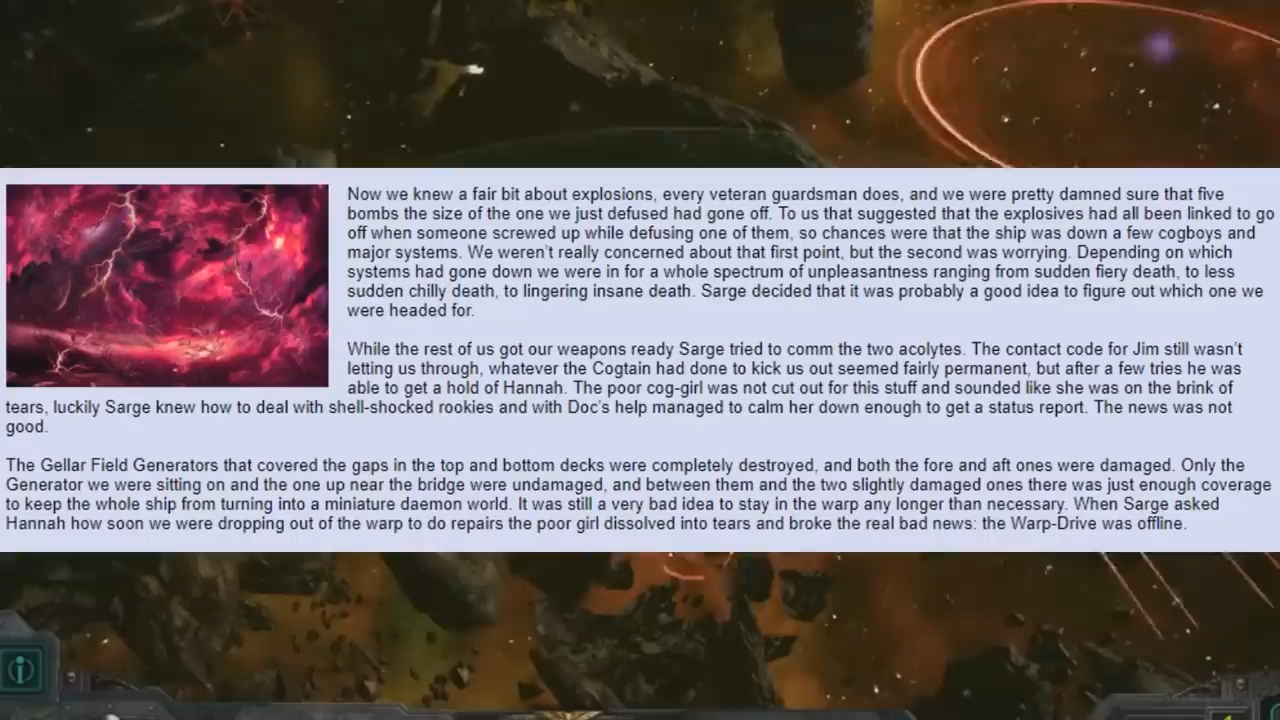 Now we knew a fair bit about explosions, every veteran guardsman does, and we were pretty damned sure that five
bombs the size of the one we just defused had gone off. To us that suggested that the explosives had all been linked to go
off when someone screwed up while defusing one of them, so chances were that the ship was down a few cogboys and
major systems. We weren't really concerned about that first point, but the second was worrying. Depending on which
systems had gone down we were in for a whole spectrum of unpleasantness ranging from sudden fiery death, to less
sudden chilly death, to lingering insane death. Sarge decided that it was probably a good idea to figure out which one we
were headed for.
While the rest of us got our weapons ready Sarge tried to comm the two acolytes. The contact code for Jim still wasn't
letting us through, whatever the Cogtain had done to kick us out seemed fairly permanent, but after a few tries he was
able to get a hold of Hannah. The poor cog-girl was not cut out for this stuff and sounded like she was on the brink of
tears, luckily Sarge knew how to deal with shell-shocked rookies and with Doc's help managed to calm her down enough to get a status report. The news was not
good.
The Gellar Field Generators that covered the gaps in the top and bottom decks were completely destroyed, and both the fore and aft ones were damaged. Only the
Generator we were sitting on and the one up near the bridge were undamaged, and between them and the two slightly damaged ones there was just enough coverage
to keep the whole ship from turning into a miniature daemon world. It was still a very bad idea to stay in the warp any longer than necessary. When Sarge asked
Hannah how soon we were dropping out of the warp to do repairs the poor girl dissolved into tears and broke the real bad news: the Warp-Drive was offline.